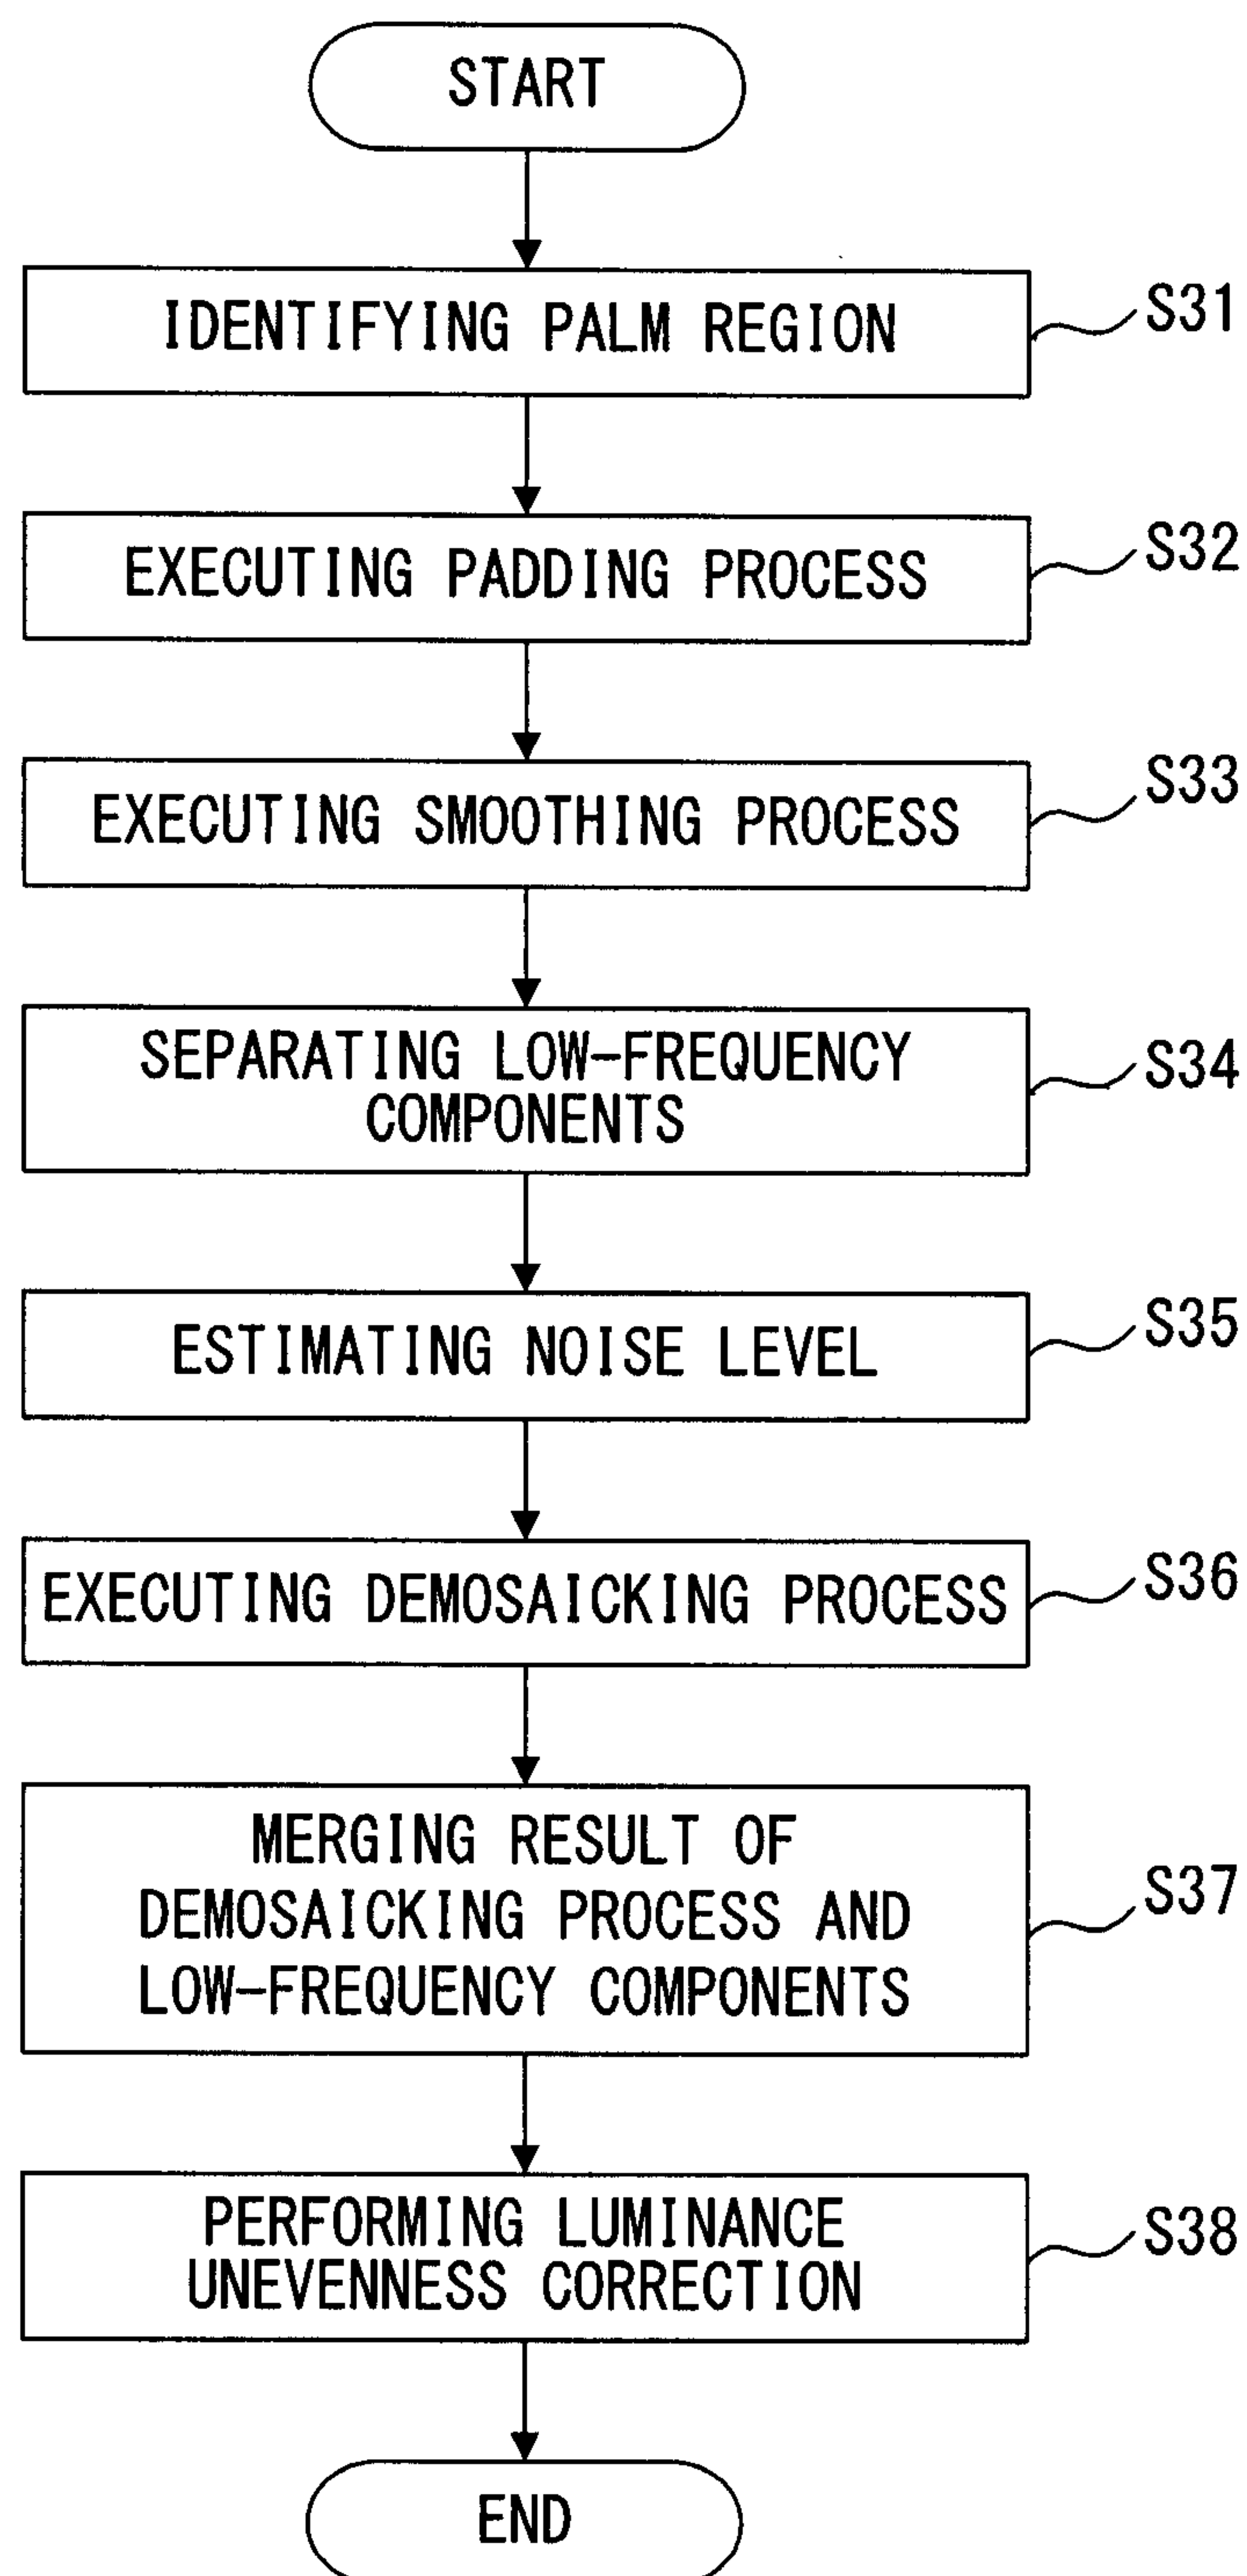 START
IDENTIFYING PALM REGION
S31
EXECUTING PADDING PROCESS
S32
EXECUTING SMOOTHING PROCESS
S33
SEPARATING LOW-FREQUENCY
COMPONENTS
S34
ESTIMATING NOISE LEVEL
S35
EXECUTING DEMOSAICKING PROCESS
S36
MERGING RESULT OF
DEMOSAICKING PROCESS AND
LOW-FREQUENCY COMPONENTS
S37
PERFORMING LUMINANCE
UNEVENNESS CORRECTION
S38
END